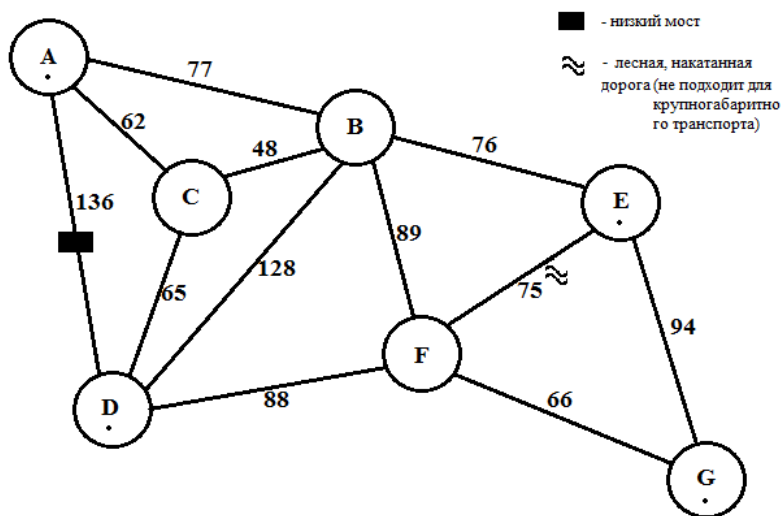 - низкий мост
- лесная, накатанная
дорога (не подходит для
крупногабаритно
го транспорта)
A
77
B
62
48
76
C
E
136
89
128
65
75
94
F
D
88
66
G